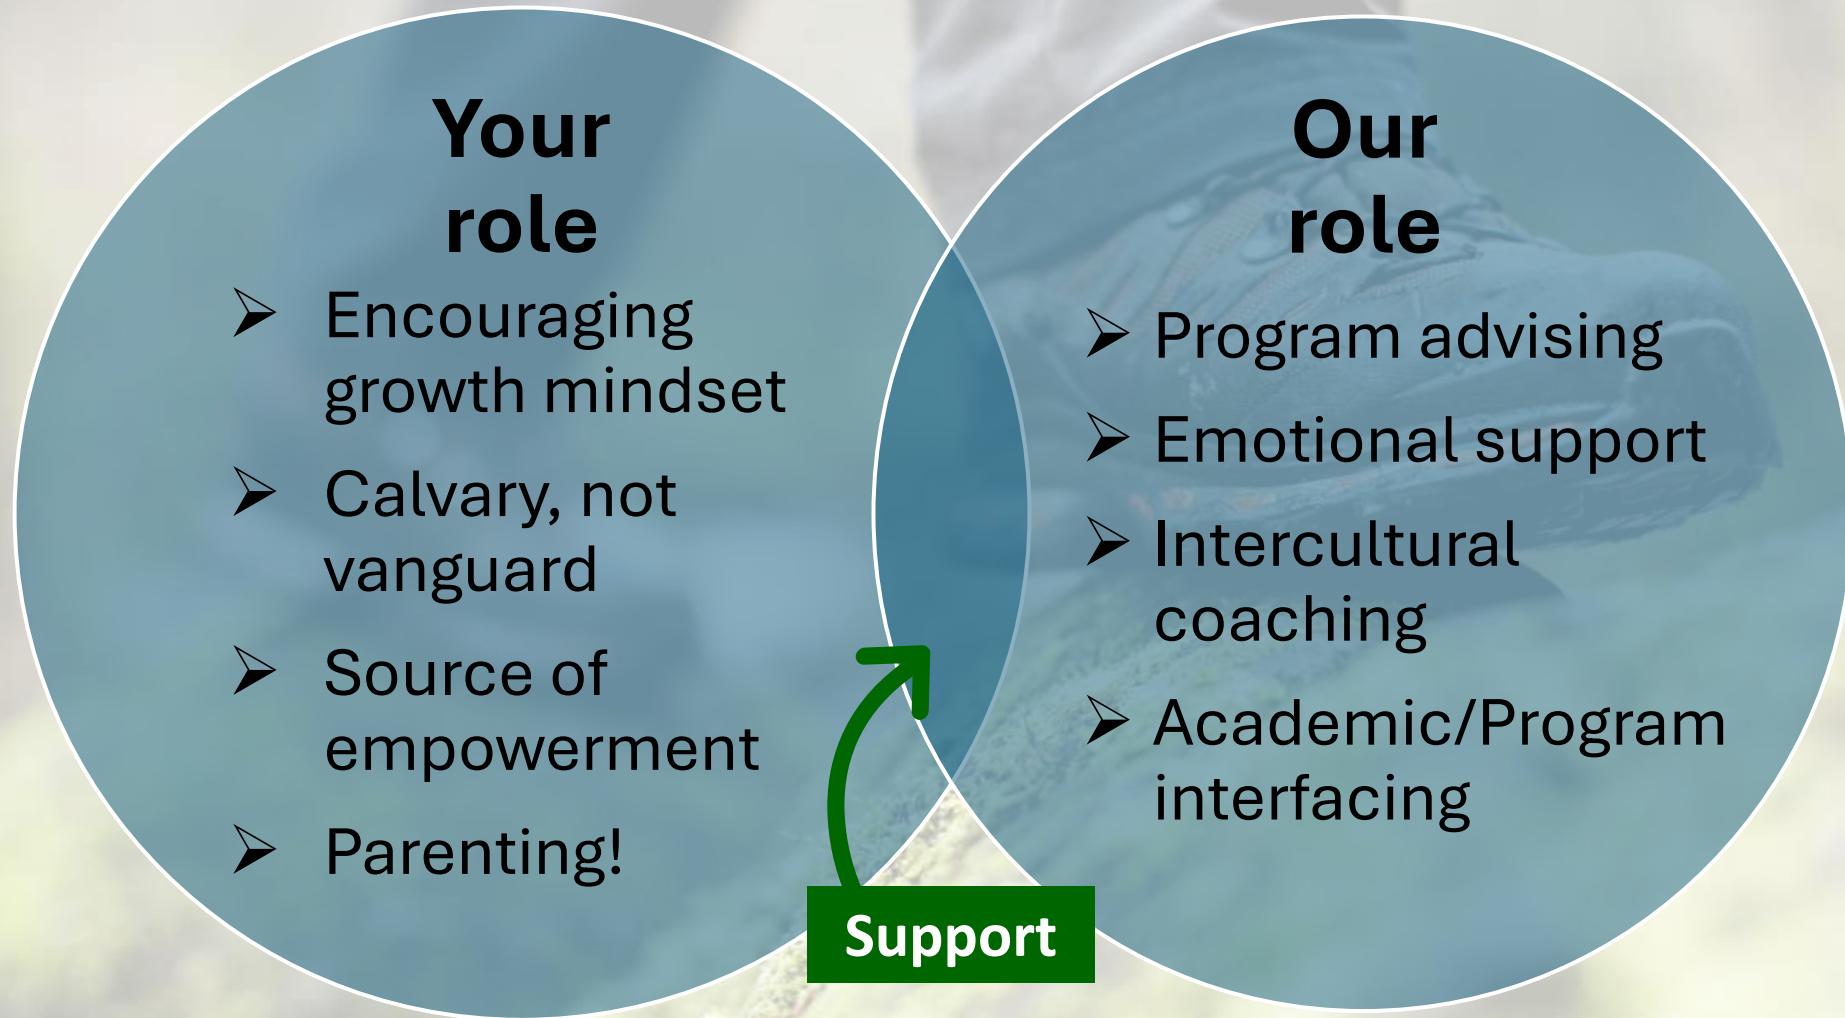 Your
role
➢ Encouraging
growth mindset
➢ Calvary, not
vanguard
➢ Source of
empowerment
➢ Parenting!
Our
role
➢ Program advising
➢ Emotional support
➢ Intercultural
coaching
➢ Academic/Program
interfacing
Support